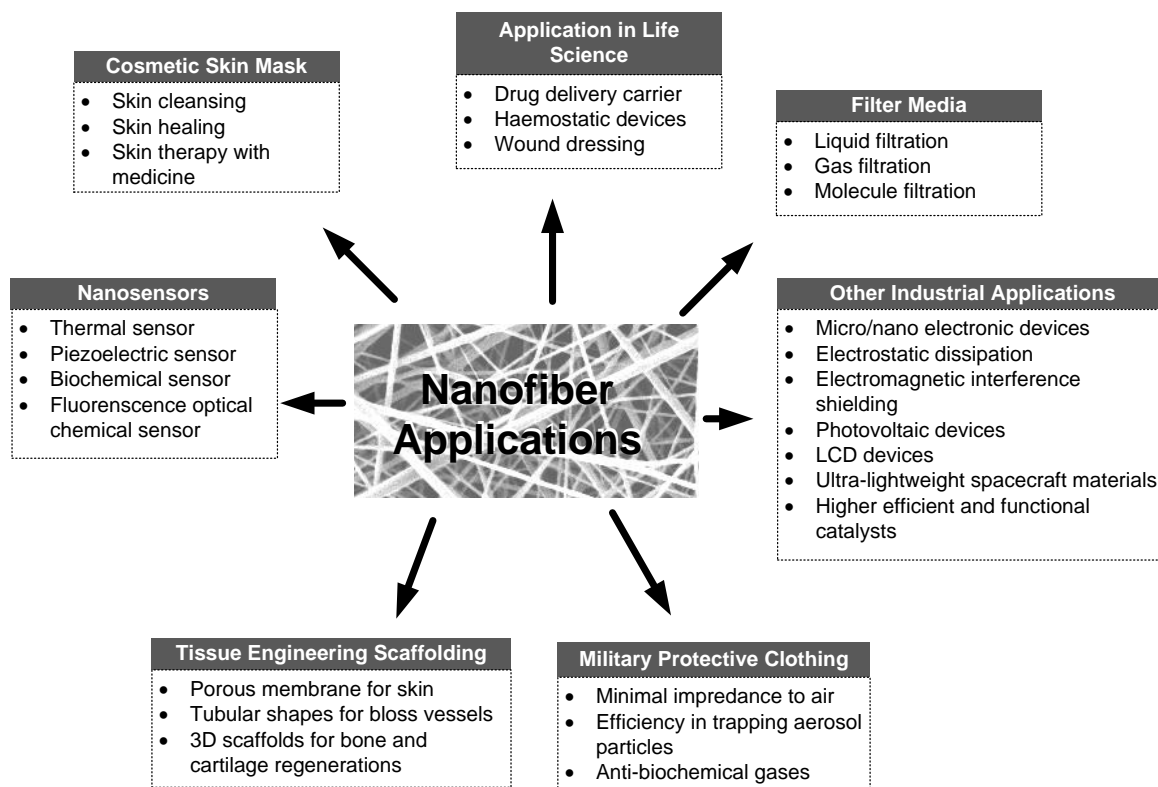 Cosmetic Skin Mask
• Skin cleansing
• Skin healing
• Skin therapy with
medicine
Application in Life
Science
• Drug delivery carrier
• Haemostatic devices
• Wound dressing
Filter Media
• Liquid filtration
• Gas filtration
• Molecule filtration
Nanosensors
• Thermal sensor
• Piezoelectric sensor
• Biochemical sensor
• Fluorenscence optical
chemical sensor
Nanofiber
Applications
Other Industrial Applications
• Micro/nano electronic devices
• Electrostatic dissipation
• Electromagnetic interference
shielding
• Photovoltaic devices
• LCD devices
• Ultra-lightweight spacecraft materials
• Higher efficient and functional
catalysts
Tissue Engineering Scaffolding
• Porous membrane for skin
• Tubular shapes for bloss vessels
• 3D scaffolds for bone and
cartilage regenerations
Military Protective Clothing
• Minimal impredance to air
• Efficiency in trapping aerosol
particles
• Anti-biochemical gases